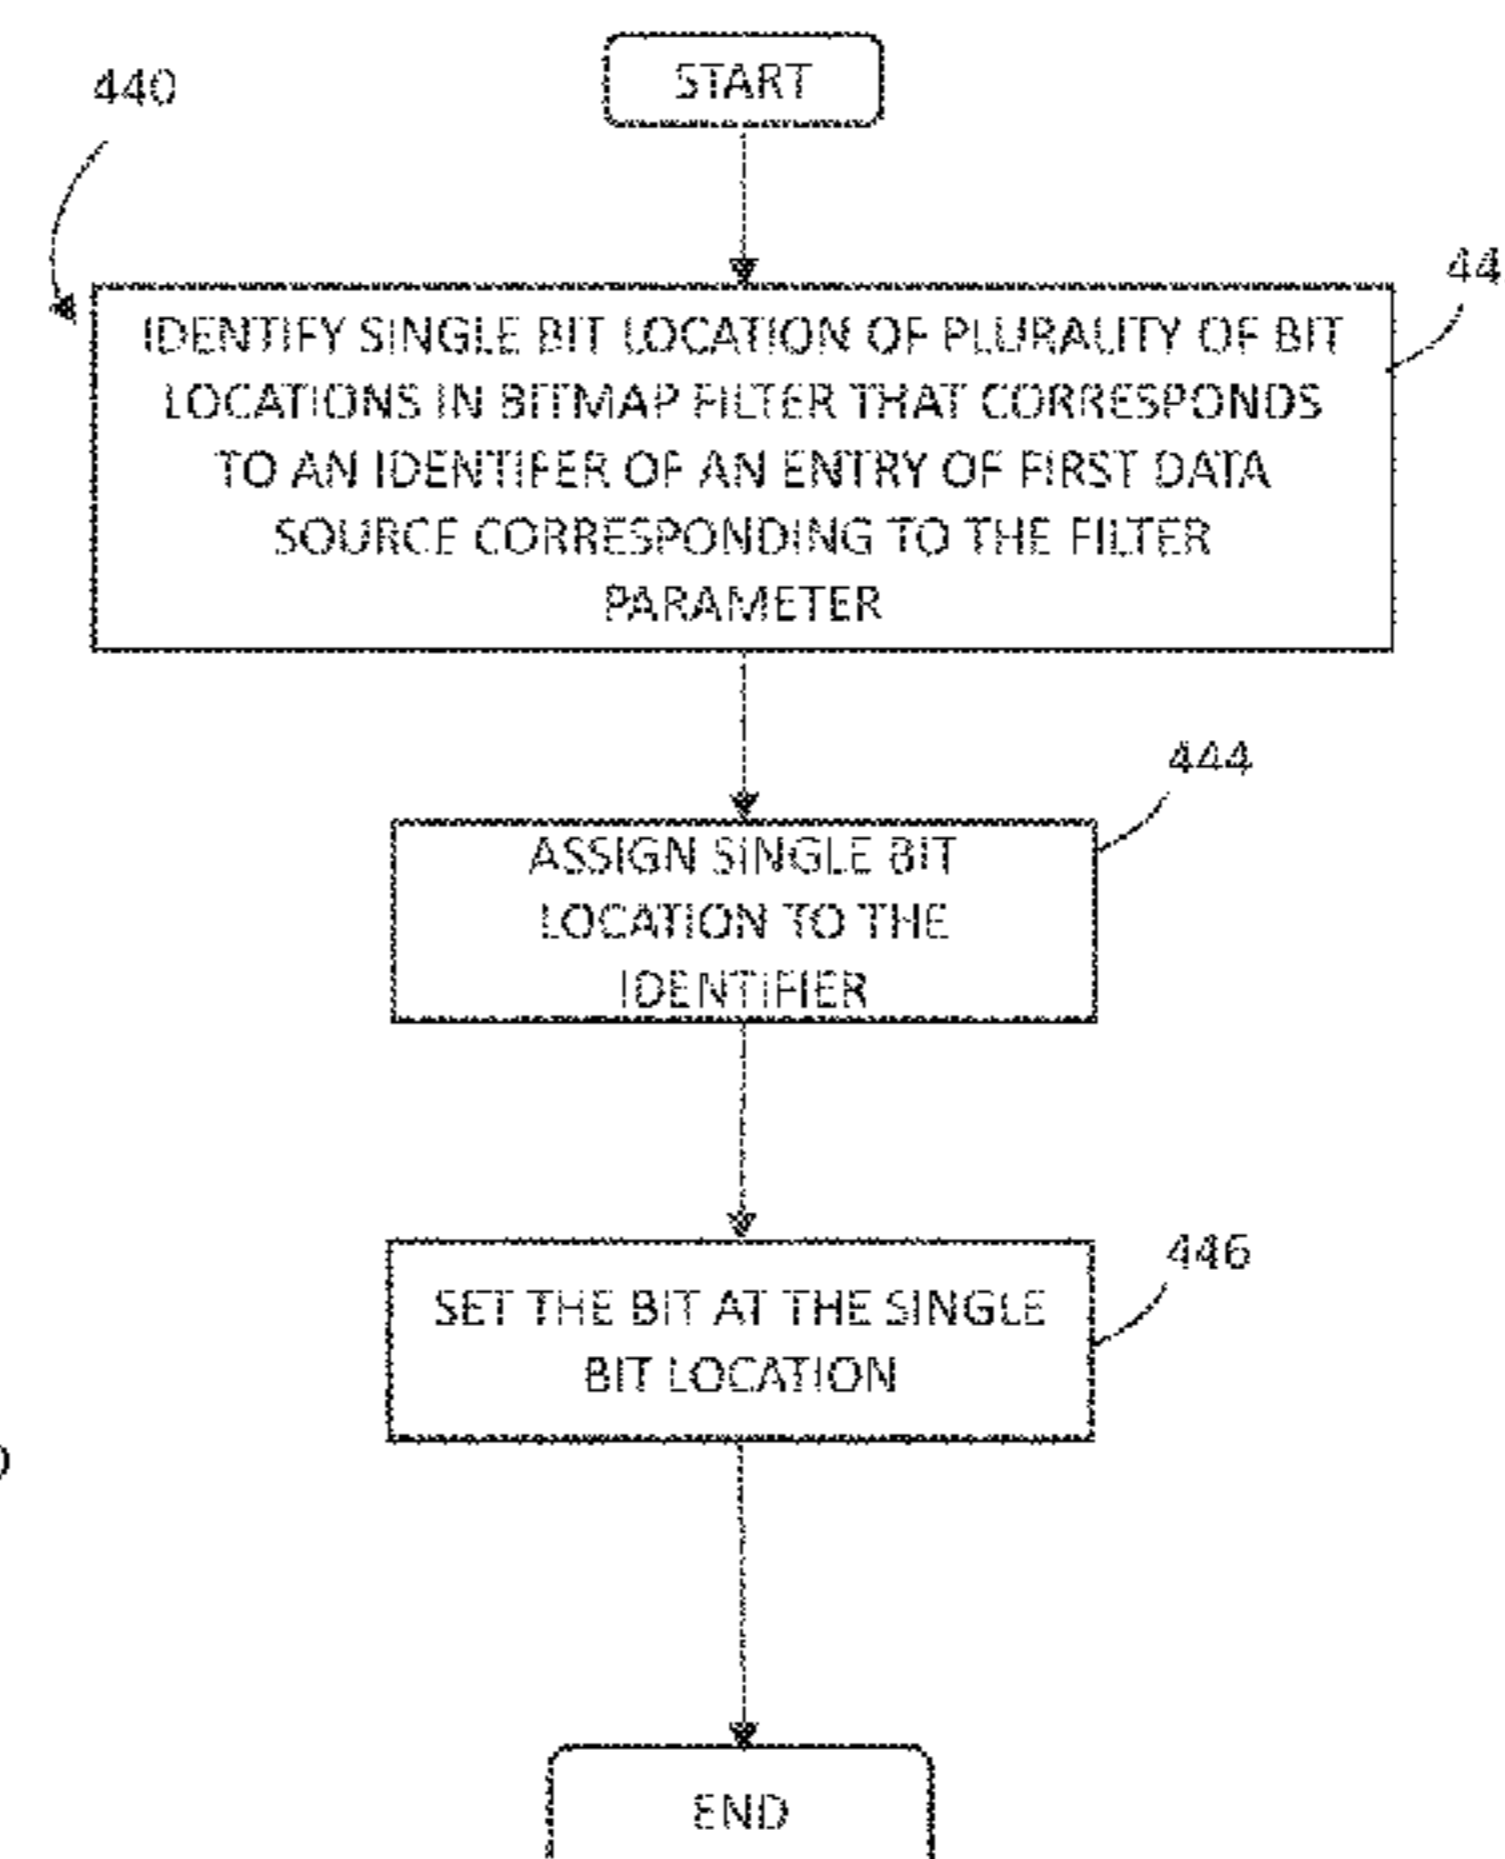 START
440
44
IDENTIFY SINGLE BIT LOCATION OF PLURALITY OF BIT
LOCATIONS IN BITMAP FILTER THAT CORRESPONDS
TO AN IDENTIFER OF AN ENTRY OF FIRST DATA
SOURCE CORRESPONDING TO THE FILTER
PARAMETER
444
ASSIGN SINGLE BIT
LOCATION TO THE
IDENTIFIER
446
SET THE BIT AT THE SINGLE
BIT LOCATION
END